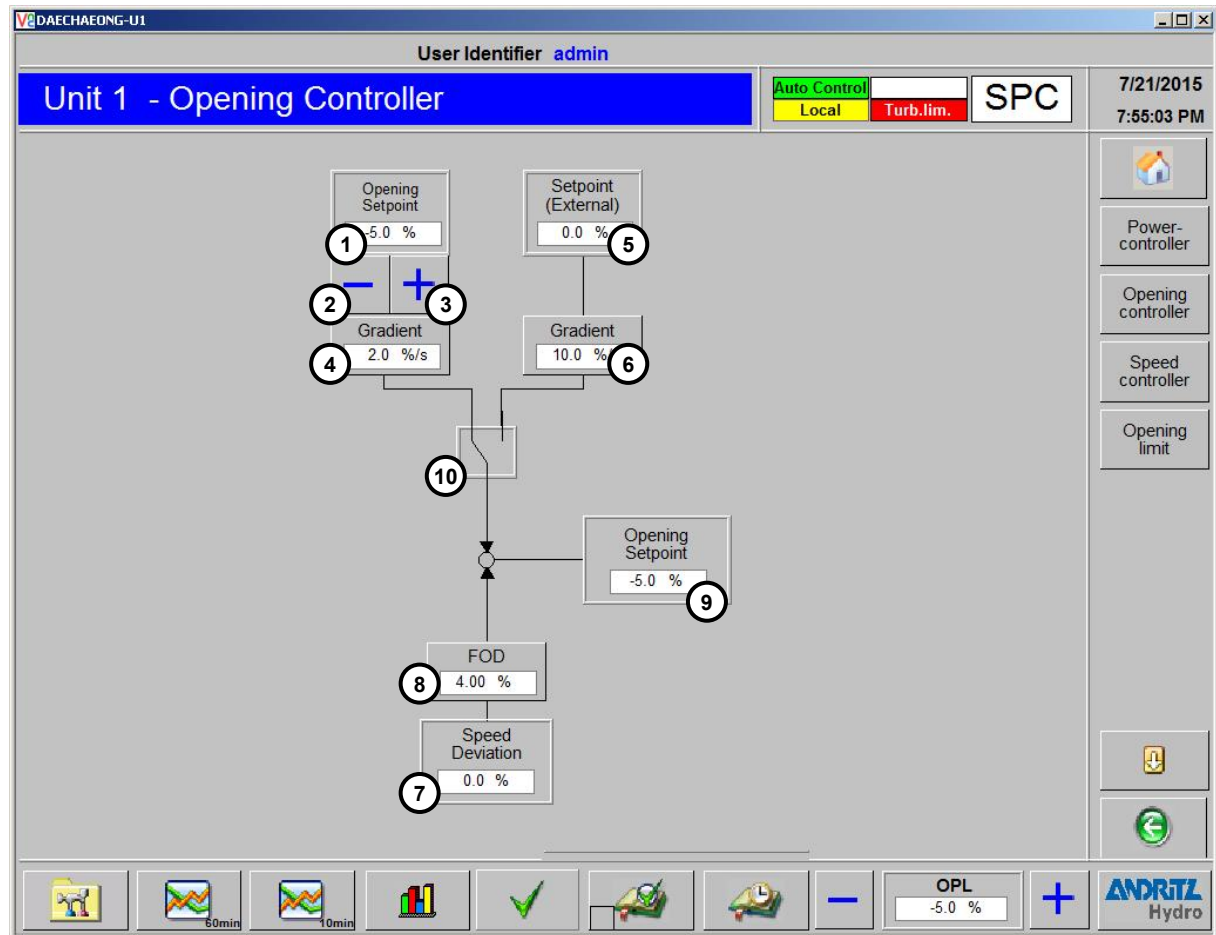 DAECHAEONG-U1
User Identifier admin
Unit 1 - Opening Controller
Auto Control
Local
Turb.lim.
SPC
7/21/2015
7:55:03 PM
Opening
Setpoint
-5.0 %
1
2
3
Gradient
2.0 %/s
4
Setpoint
(External)
0.0 %
5
Gradient
10.0 %/
6
10
Opening
Setpoint
-5.0 %
9
FOD
4.00 %
8
Speed
Deviation
0.0 %
7
Power-
controller
Opening
controller
Speed
controller
Opening
limit
60min
10min
OPL
-5.0 %
ANDRITZ
Hydro